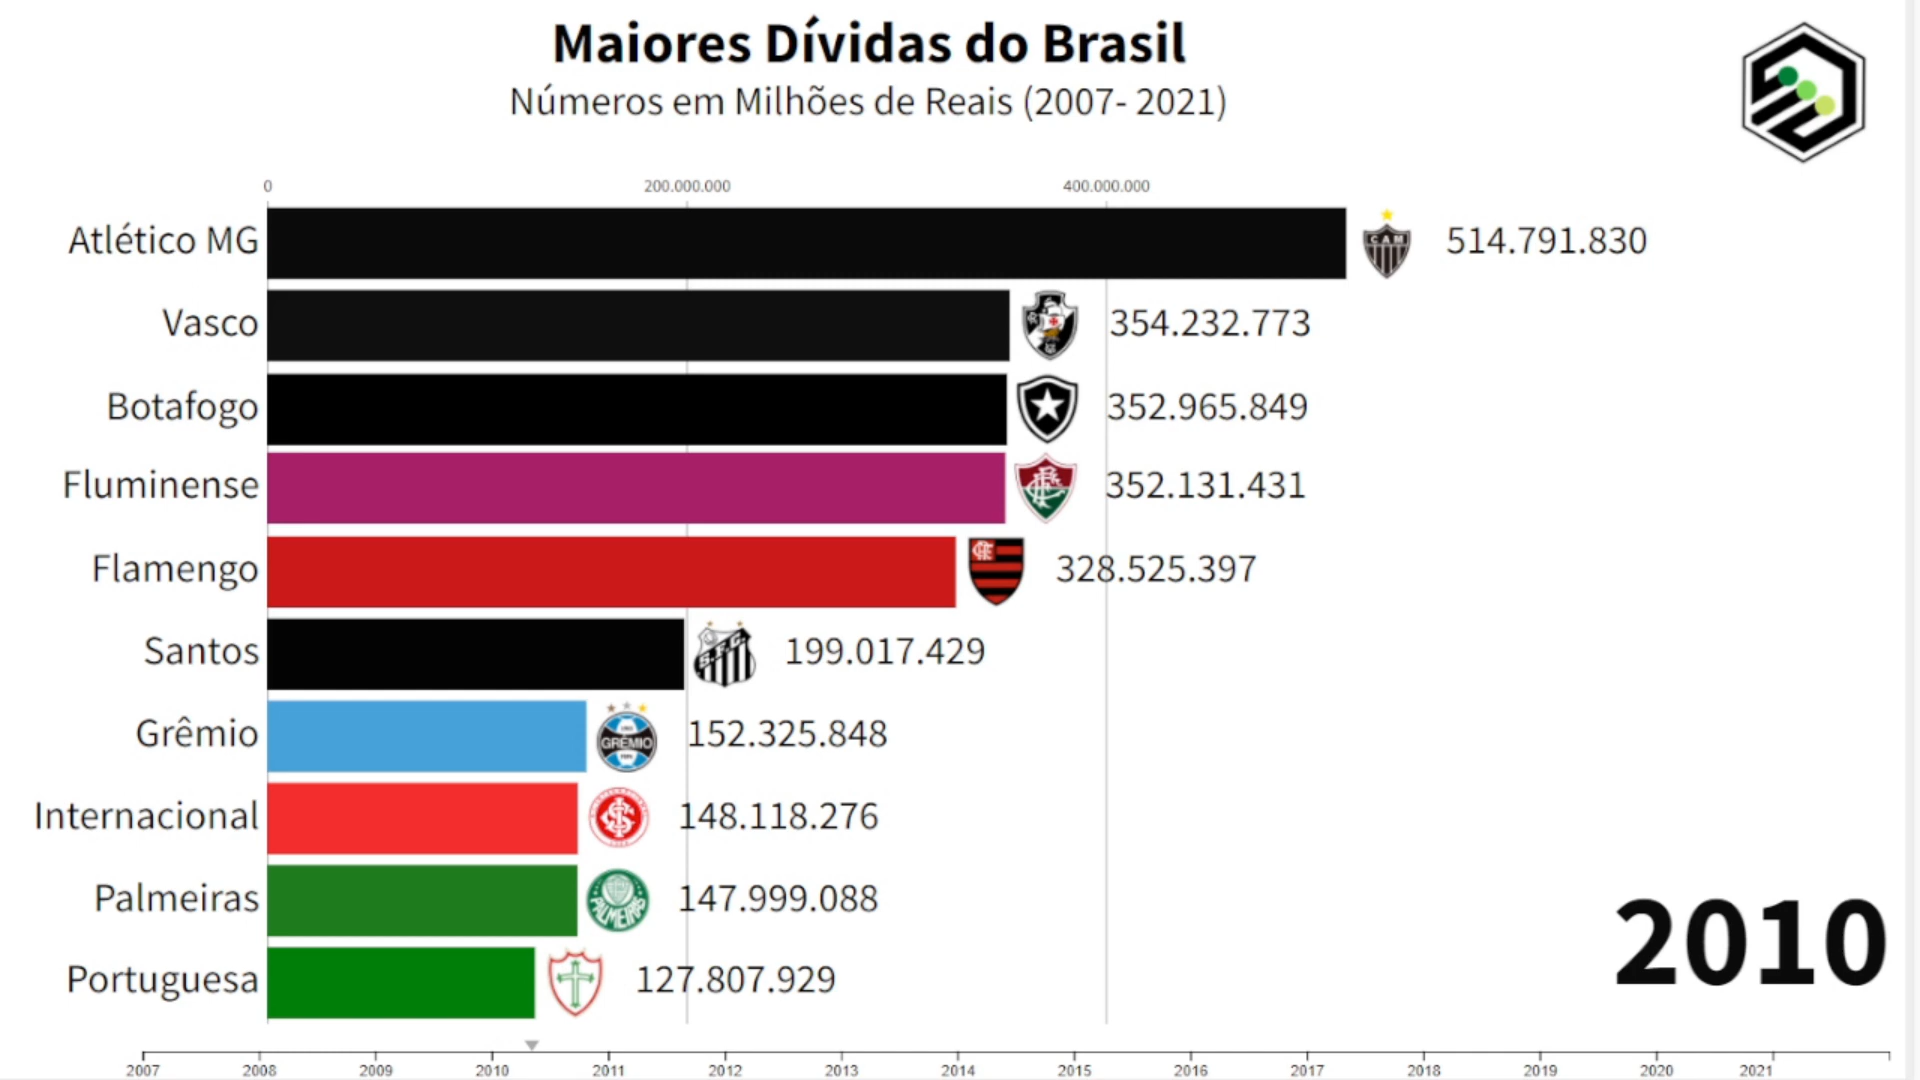 Maiores Dívidas do Brasil
Números em Milhões de Reais (2007- 2021)
0 200.000.000 400.000.000
Atlético MG CAM 514.791.830
Vasco 354.232.773
Botafogo 352.965.849
Fluminense 352.131.431
Flamengo 328.525.397
Santos S.F.C. 199.017.429
Grêmio GRÊMIO 152.325.848
Internacional 148.118.276
Palmeiras PALMEIRAS 147.999.088
Portuguesa 127.807.929
2010
2007 2008 2009 2010 2011 2012 2013 2014 2015 2016 2017 2018 2019 2020 2021